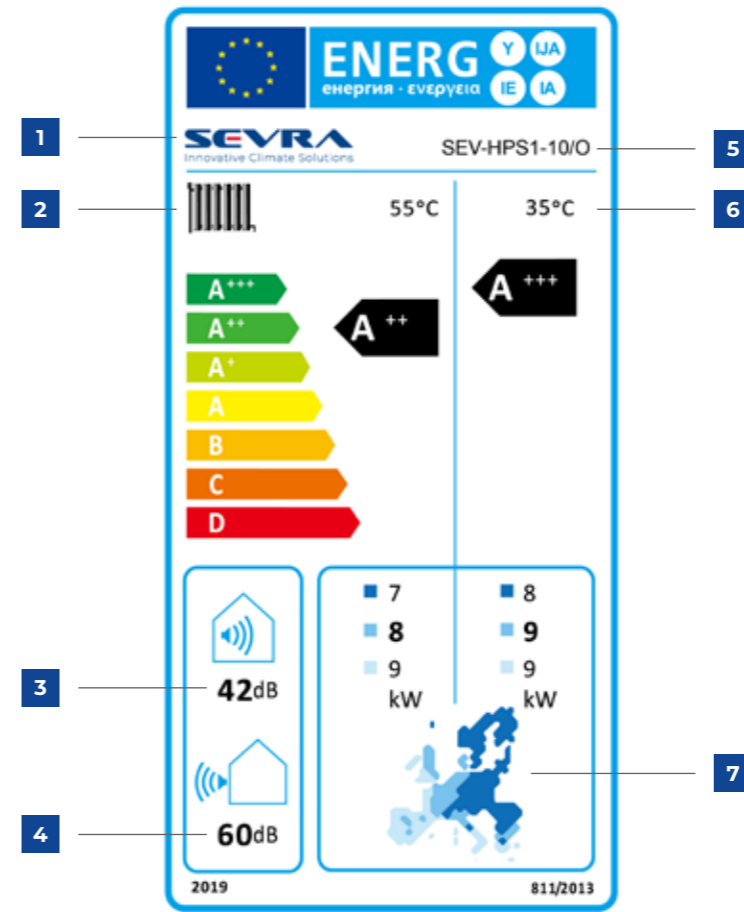 ENERG Y IJA
енергия · ενεργεια IE IA
1 SEVRA SEV-HPS1-10/O 5
Innovative Climate Solutions
2 55°C 35°C 6
A+++ A+++
A++ A++
A+
A
B
C
D
7 8
8 9
9 9
kW kW
3 42dB
7
4 60dB
2019 811/2013